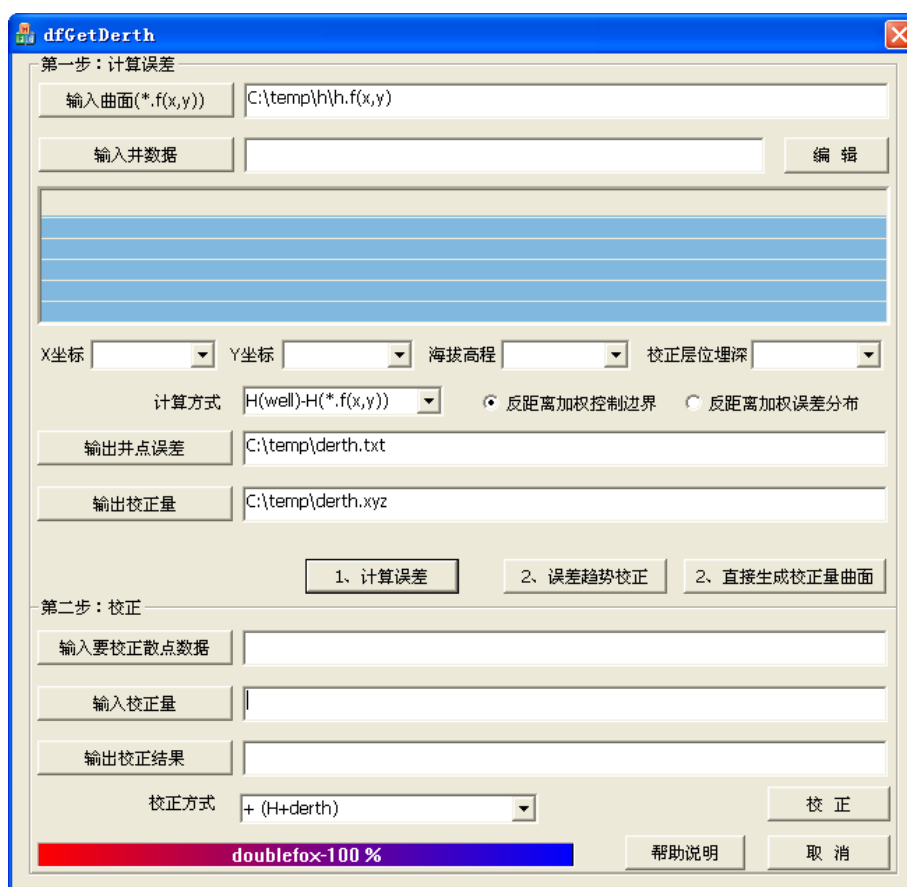 dfGetDerth
第一步：计算误差
输入曲面(*.f(x,y)) C:\temp\h\h.f(x,y)
输入井数据 编 辑
X坐标 Y坐标 海拔高程 校正层位埋深
计算方式 H(well)-H(*.f(x,y)) 反距离加权控制边界 反距离加权误差分布
输出井点误差 C:\temp\derth.txt
输出校正量 C:\temp\derth.xyz
1、计算误差 2、误差趋势校正 2、直接生成校正量曲面
第二步：校正
输入要校正散点数据
输入校正量
输出校正结果
校正方式 + (H+derth) 校 正
doublefox-100 % 帮助说明 取 消